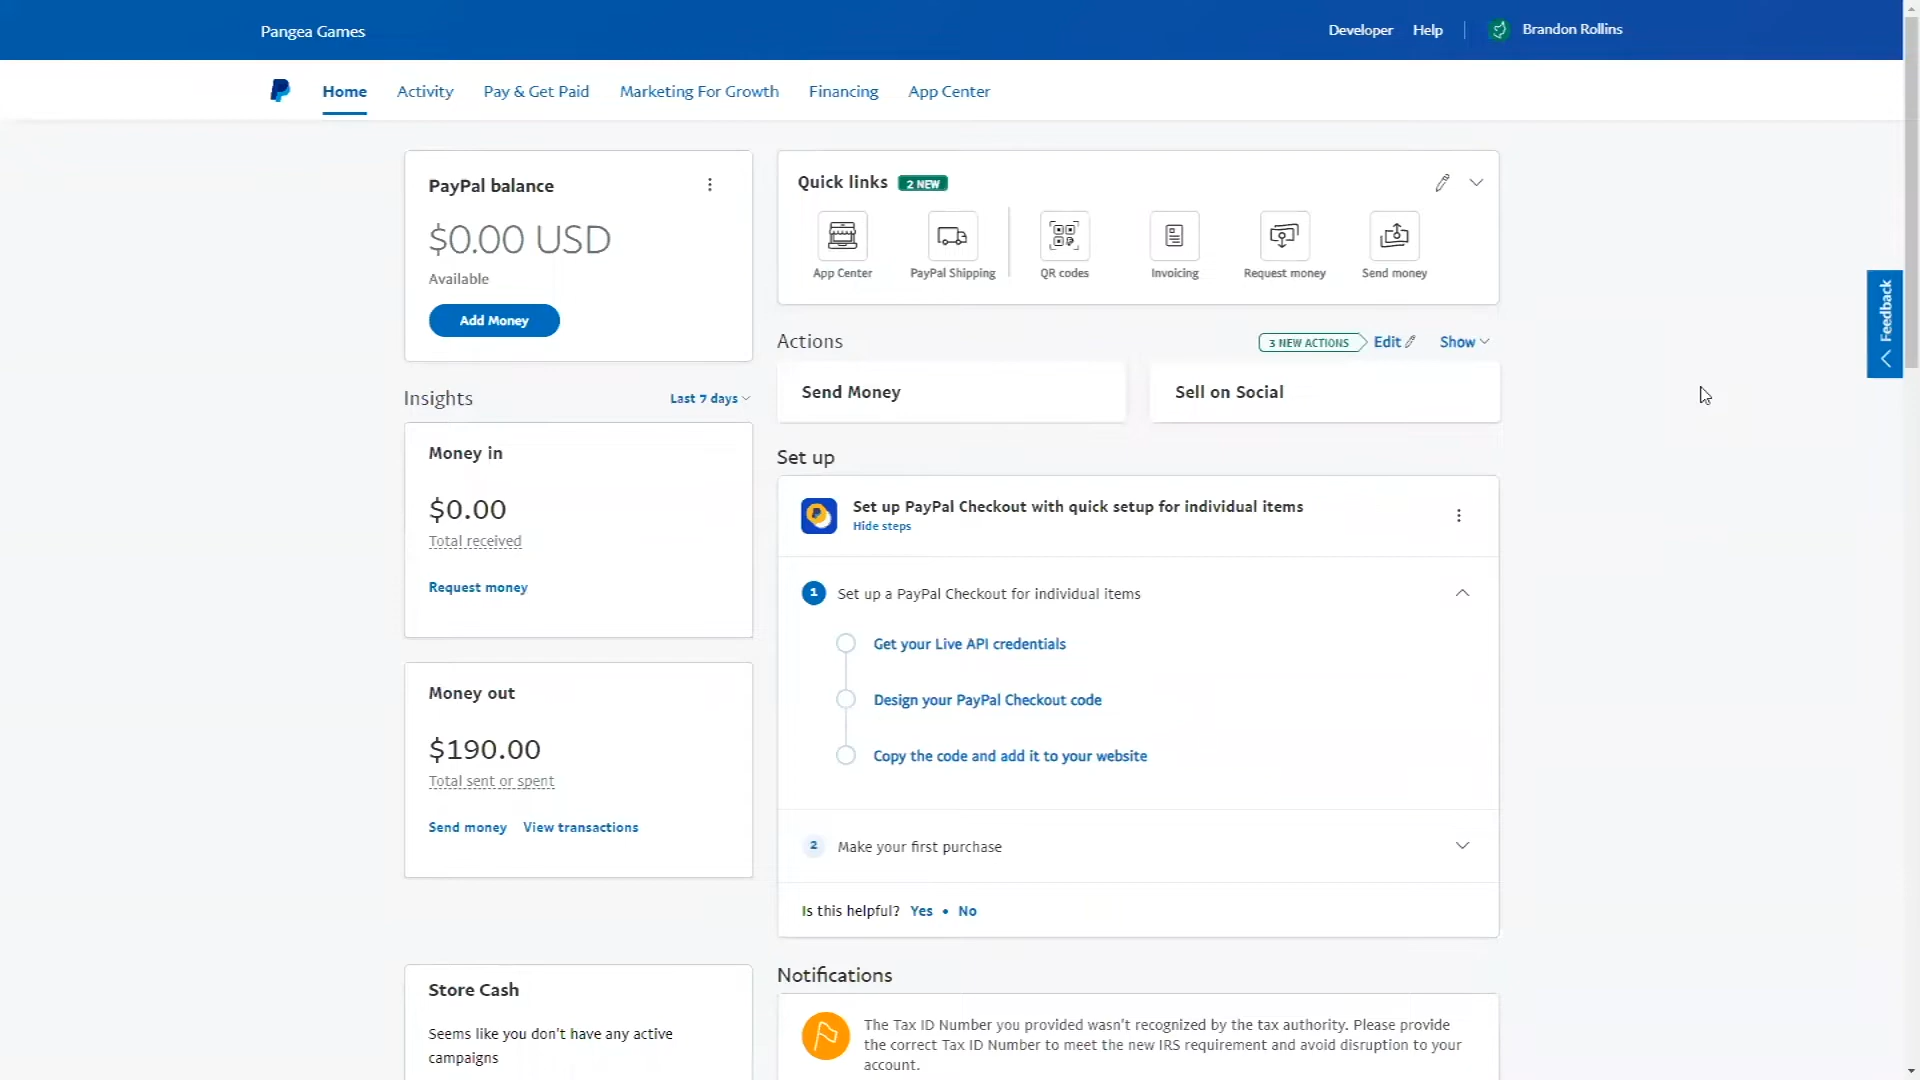 Pangea Games
Developer
Help
Brandon Rollins
Home
Activity
Pay & Get Paid
Marketing For Growth
Financing
App Center
PayPal balance
$0.00 USD
Available
Add Money
Insights
Last 7 days
Money in
$0.00
Total received
Request money
Money out
$190.00
Total sent or spent
Send money
View transactions
Store Cash
Seems like you don't have any active
campaigns
Quick links
2 NEW
App Center
PayPal Shipping
QR codes
Invoicing
Request money
Send money
Actions
3 NEW ACTIONS
Edit
Show
Send Money
Sell on Social
Set up
Set up PayPal Checkout with quick setup for individual items
Hide steps
1 Set up a PayPal Checkout for individual items
Get your Live API credentials
Design your PayPal Checkout code
Copy the code and add it to your website
2 Make your first purchase
Is this helpful? Yes • No
Notifications
The Tax ID Number you provided wasn't recognized by the tax authority. Please provide
the correct Tax ID Number to meet the new IRS requirement and avoid disruption to your
account.
Feedback